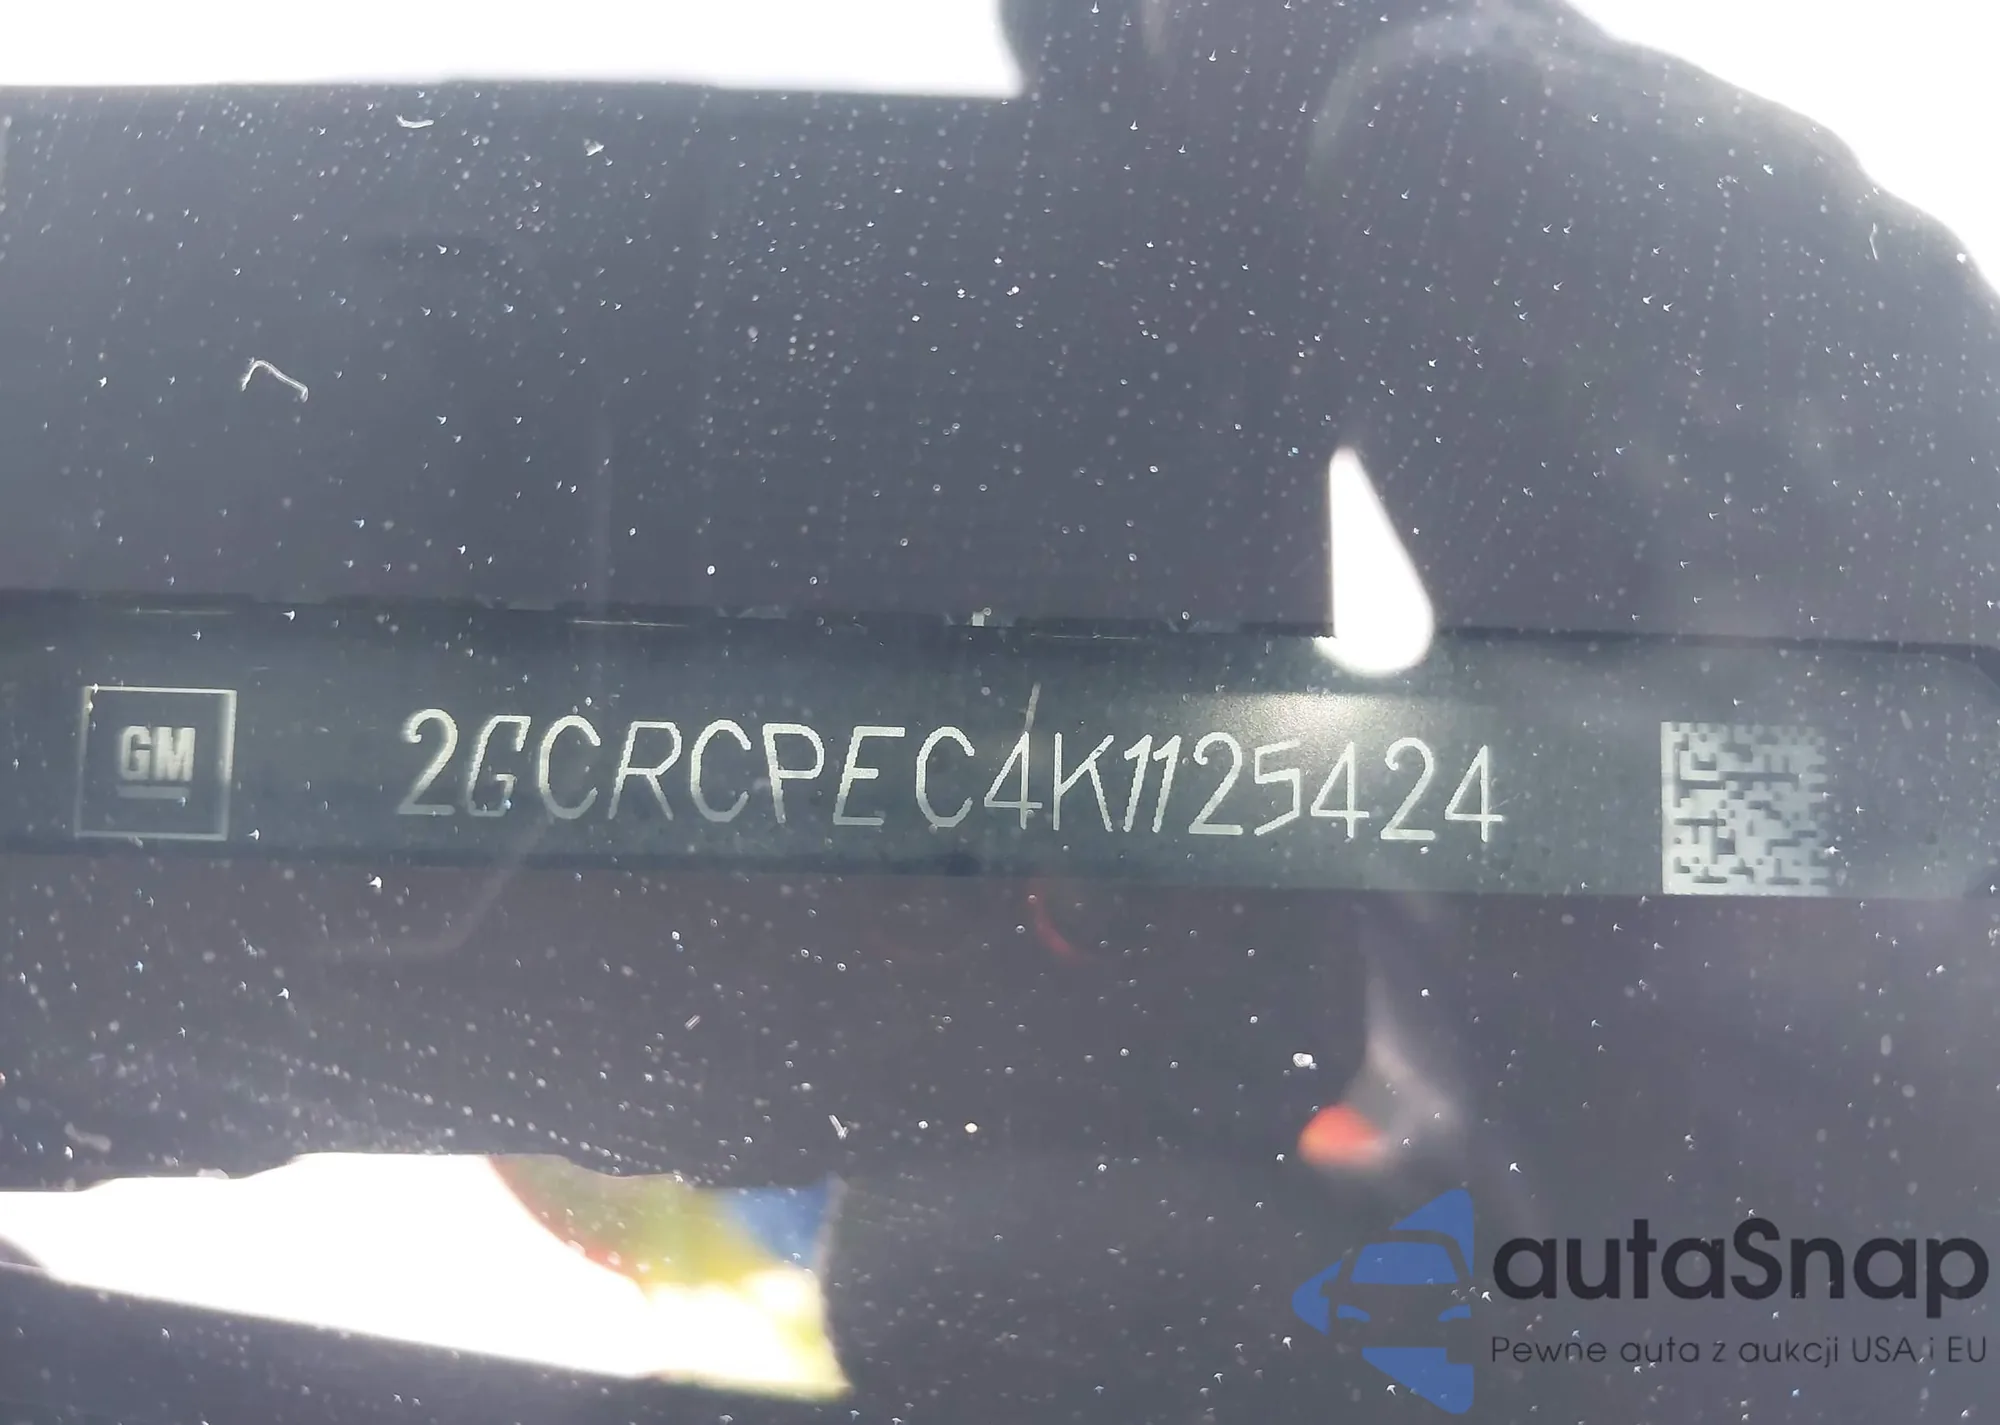 GM
2GCRCPEC4K1125424
autaSnap
Pewne auta z aukcji USA i EU